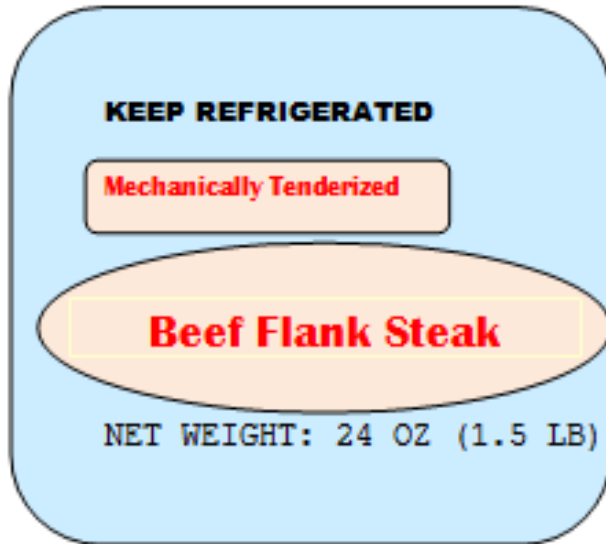 KEEP REFRIGERATED
Mechanically Tenderized
Beef Flank Steak
NET WEIGHT: 24 OZ (1.5 LB)